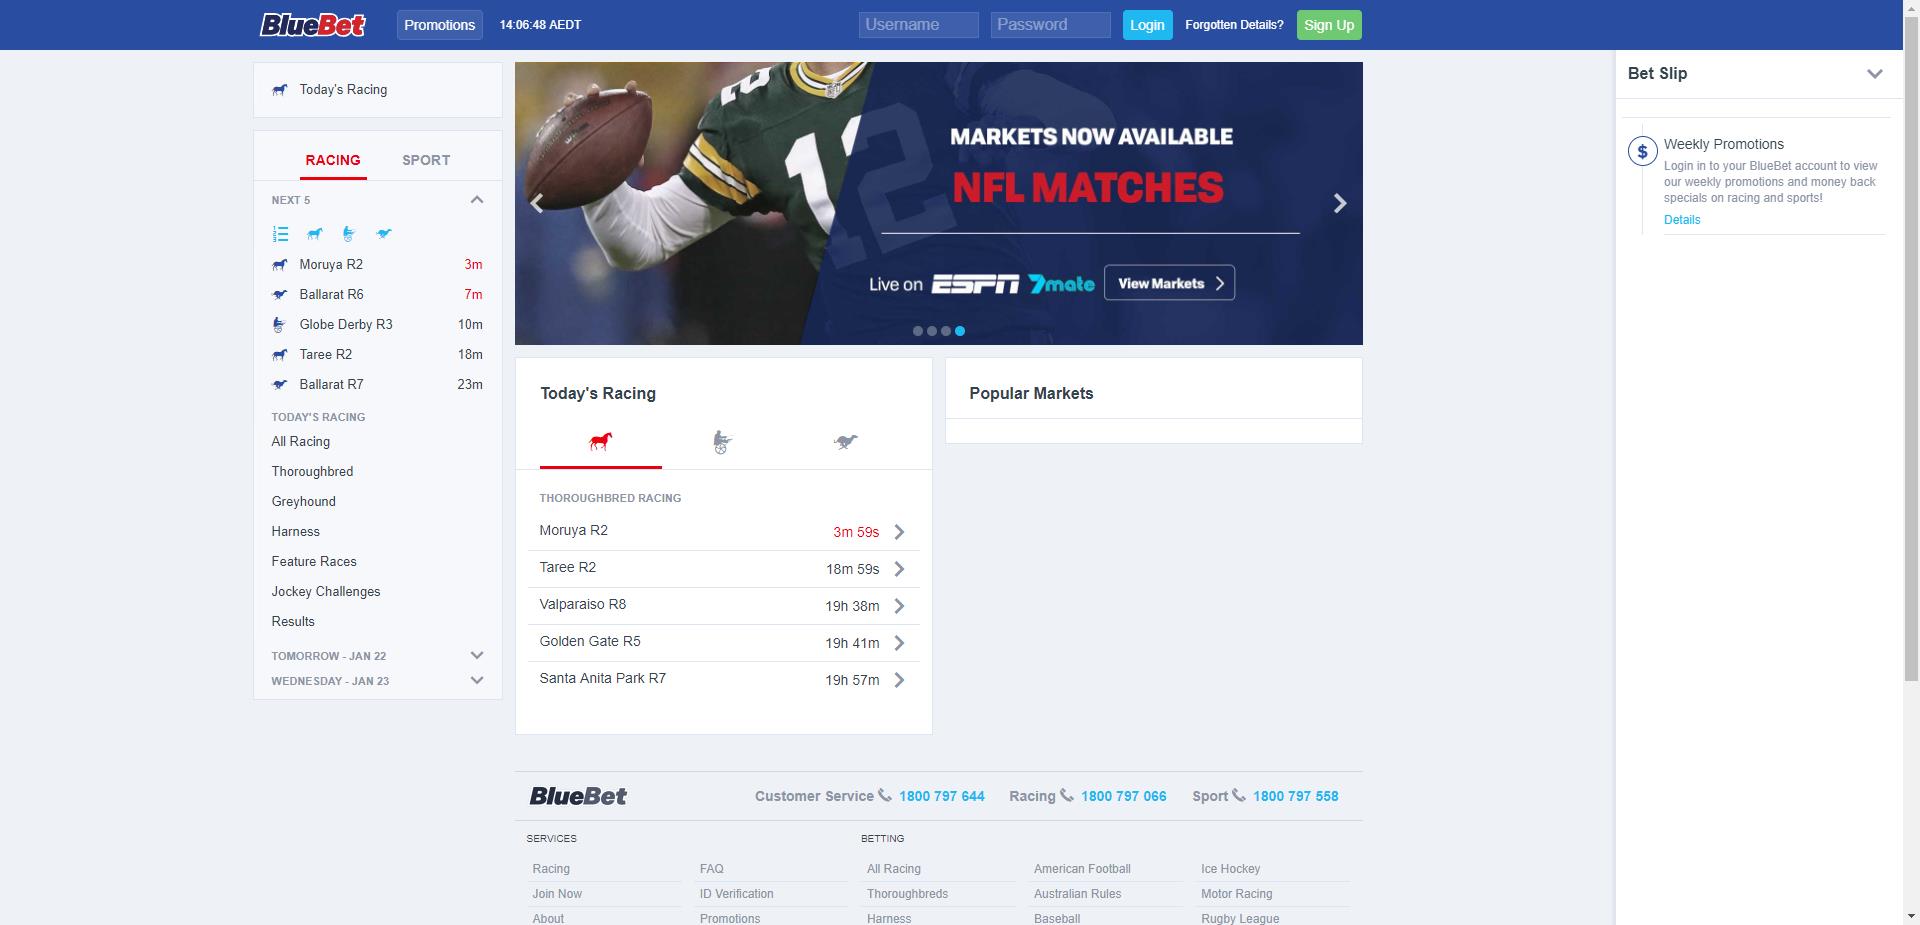 BlueBet
Promotions
14:06:48 AEDT
Username
Password
Login
Forgotten Details?
Sign Up
Today's Racing
RACING
SPORT
NEXT 5
Moruya R2 3m
Ballarat R6 7m
Globe Derby R3 10m
Taree R2 18m
Ballarat R7 23m
TODAY'S RACING
All Racing
Thoroughbred
Greyhound
Harness
Feature Races
Jockey Challenges
Results
TOMORROW - JAN 22
WEDNESDAY - JAN 23
12
MARKETS NOW AVAILABLE
NFL MATCHES
Live on ESPN 7mate View Markets
Today's Racing
THOROUGHBRED RACING
Moruya R2 3m 59s
Taree R2 18m 59s
Valparaiso R8 19h 38m
Golden Gate R5 19h 41m
Santa Anita Park R7 19h 57m
Popular Markets
Bet Slip
$
Weekly Promotions
Login in to your BlueBet account to view
our weekly promotions and money back
specials on racing and sports!
Details
BlueBet
Customer Service 1800 797 644
Racing 1800 797 066
Sport 1800 797 558
SERVICES
Racing
Join Now
About
FAQ
ID Verification
Promotions
BETTING
All Racing
Thoroughbreds
Harness
American Football
Australian Rules
Baseball
Ice Hockey
Motor Racing
Rugby League